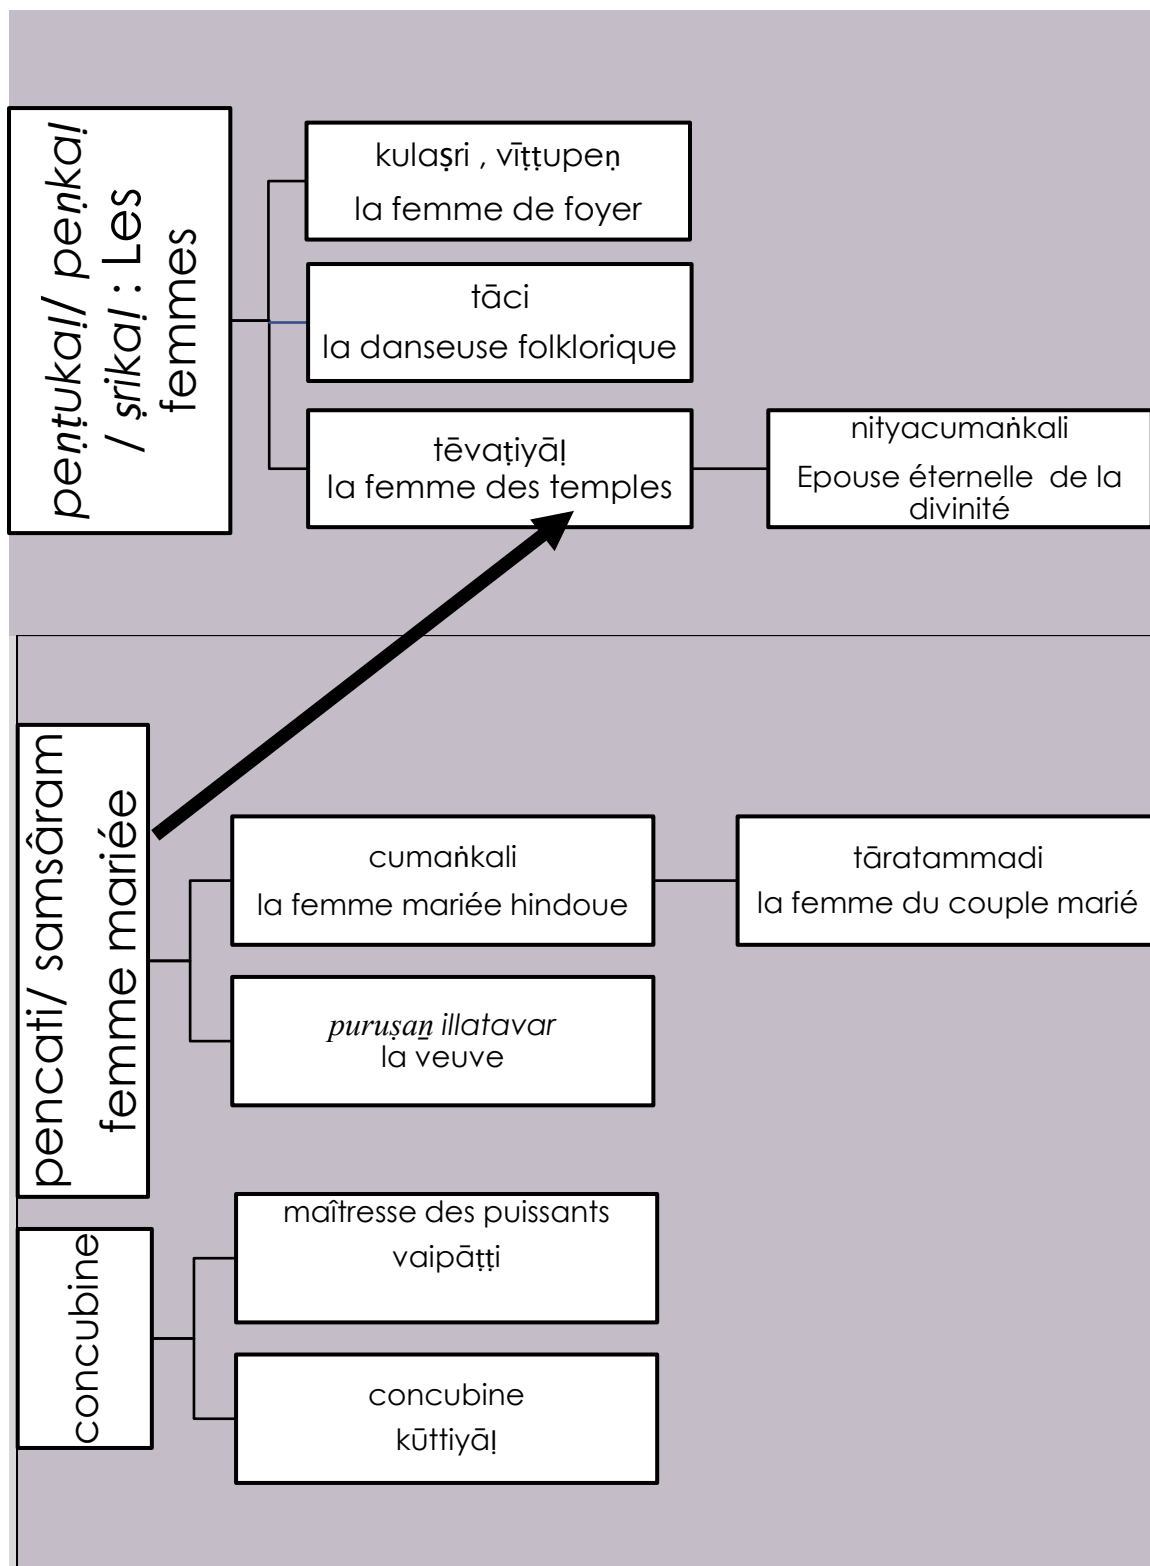 peṇṭukaḷ/ peṇkaḷ
/ ṣrikaḷ : Les
femmes
kulaṣri , vīṭṭupeṇ
la femme de foyer
tāci
la danseuse folklorique
tēvaṭiyāḷ
la femme des temples
nityacumaṅkali
Epouse éternelle de la
divinité
pencati/ samsâram
femme mariée
cumaṅkali
la femme mariée hindoue
tāratammadi
la femme du couple marié
puruṣaṉ illatavar
la veuve
concubine
maîtresse des puissants
vaipāṭṭi
concubine
kūttiyāḷ